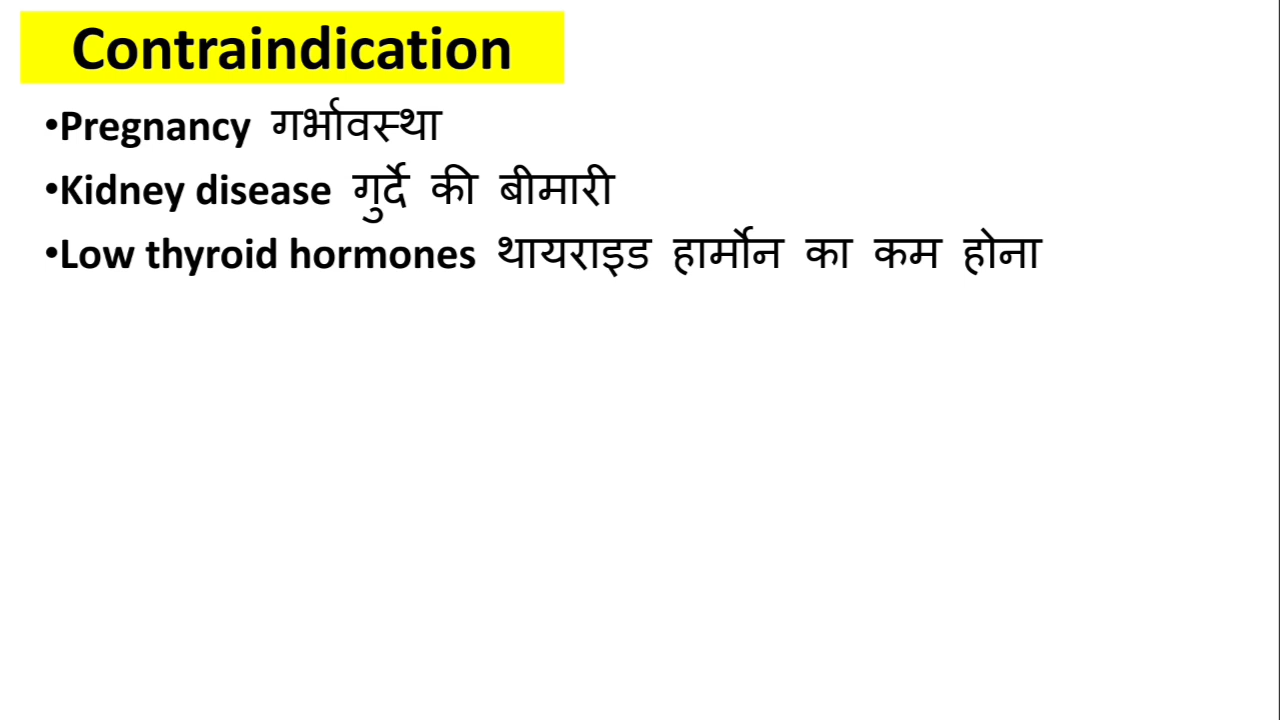 Contraindication
•Pregnancy गर्भावस्था
•Kidney disease गुर्दे की बीमारी
•Low thyroid hormones थायराइड हार्मोन का कम होना